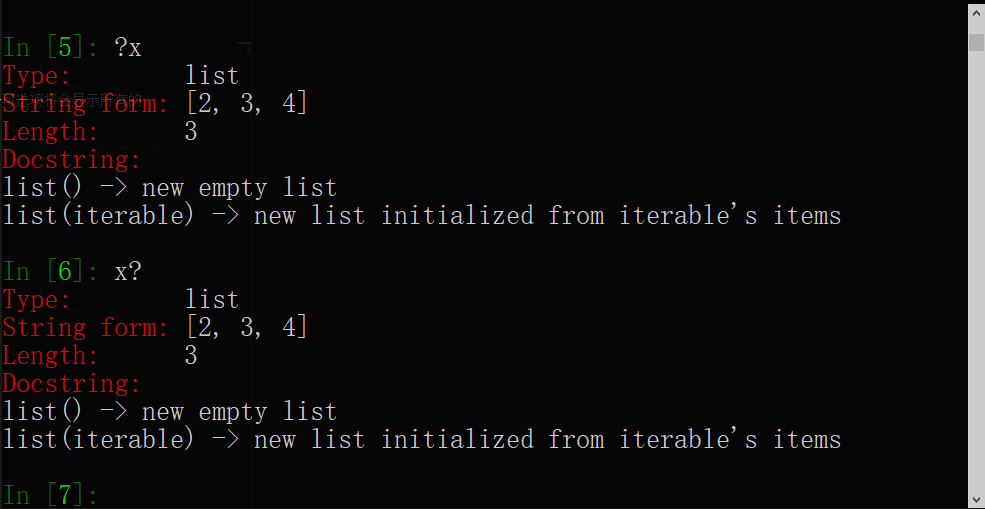 In [5]: ?x
Type:        list
String form: [2, 3, 4]
Length:      3
Docstring:
list() -> new empty list
list(iterable) -> new list initialized from iterable's items
In [6]: x?
Type:        list
String form: [2, 3, 4]
Length:      3
Docstring:
list() -> new empty list
list(iterable) -> new list initialized from iterable's items
In [7]: